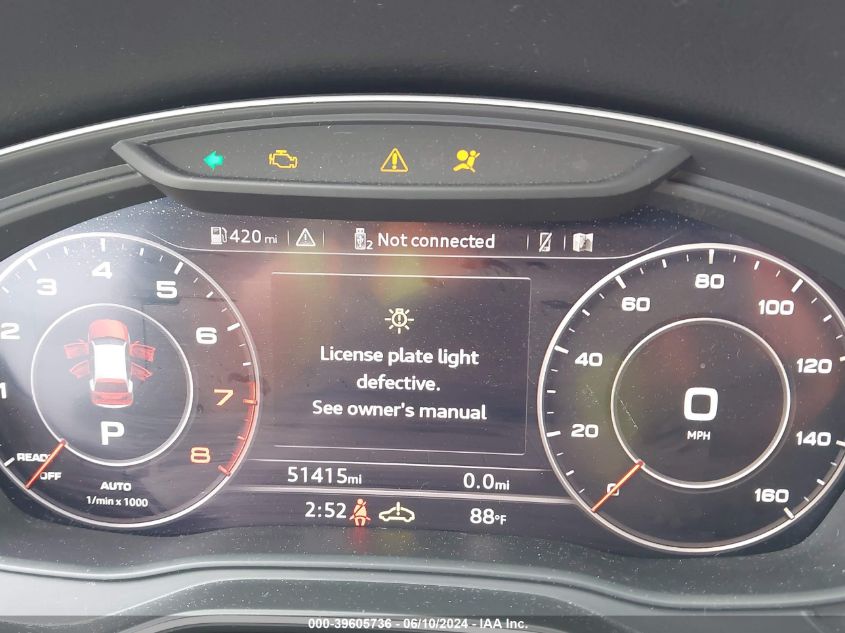 420 mi
2 Not connected
License plate light
defective.
See owner's manual
1
2
3
4
5
6
7
8
READY
OFF
P
AUTO
1/min x 1000
51415mi
0.0mi
2:52
88°F
0
20
40
60
80
100
120
140
160
0
MPH
000-39605736 - 06/10/2024 - IAA Inc.